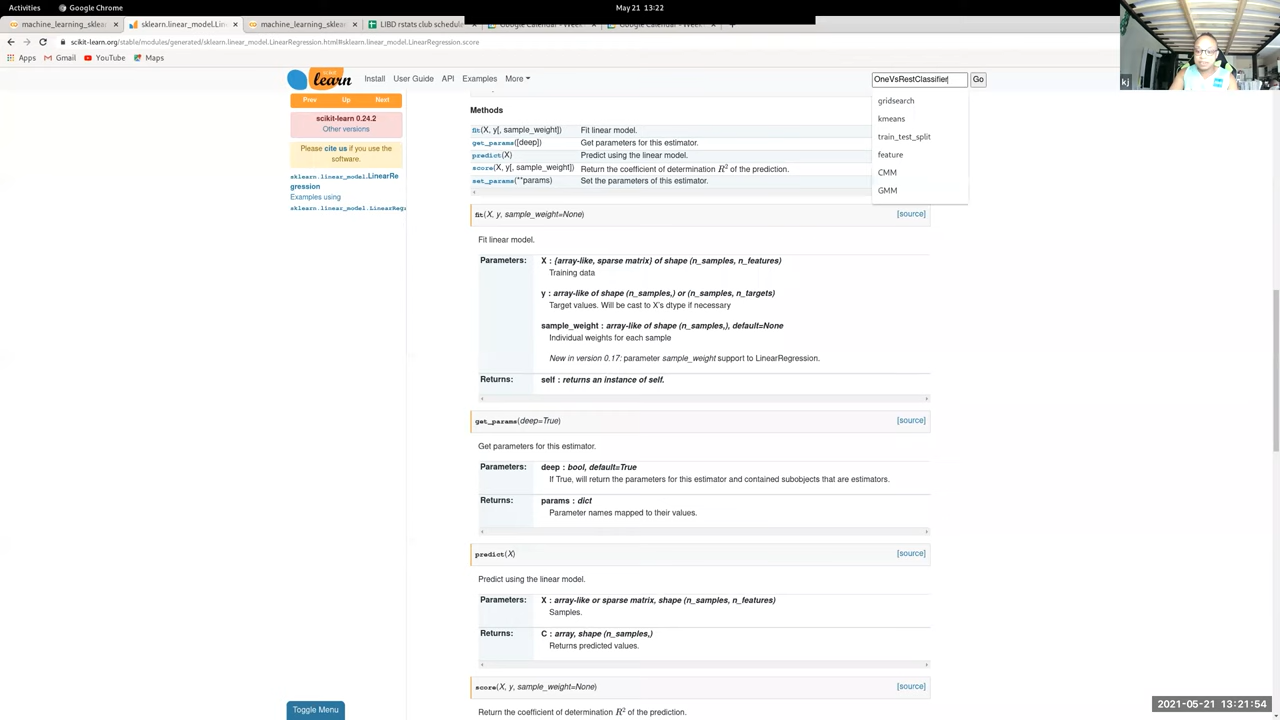 Activities
Google Chrome
May 21 13:22
machine_learning_sklea
sklearn.linear_model.Line
machine_learning_sklear
LIBD rstats club schedule
Google Calendar - Week
Google Calendar - Week
scikit-learn.org/stable/modules/generated/sklearn.linear_model.LinearRegression.html#sklearn.linear_model.LinearRegression.score
Apps
Gmail
YouTube
Maps
kj
scikit
learn
Install
User Guide
API
Examples
More
OneVsRestClassifier
Go
gridsearch
kmeans
train_test_split
feature
CMM
GMM
Prev
Up
Next
scikit-learn 0.24.2
Other versions
Please cite us if you use the
software.
sklearn.linear_model.LinearRe
gression
Examples using
sklearn.linear_model.LinearRegr
Methods
fit(X, y[, sample_weight])
Fit linear model.
get_params([deep])
Get parameters for this estimator.
predict(X)
Predict using the linear model.
score(X, y[, sample_weight])
Return the coefficient of determination R² of the prediction.
set_params(**params)
Set the parameters of this estimator.
fit(X, y, sample_weight=None)
[source]
Fit linear model.
Parameters:
X : {array-like, sparse matrix} of shape (n_samples, n_features)
Training data
y : array-like of shape (n_samples,) or (n_samples, n_targets)
Target values. Will be cast to X's dtype if necessary
sample_weight : array-like of shape (n_samples,), default=None
Individual weights for each sample
New in version 0.17: parameter sample_weight support to LinearRegression.
Returns:
self : returns an instance of self.
get_params(deep=True)
[source]
Get parameters for this estimator.
Parameters:
deep : bool, default=True
If True, will return the parameters for this estimator and contained subobjects that are estimators.
Returns:
params : dict
Parameter names mapped to their values.
predict(X)
[source]
Predict using the linear model.
Parameters:
X : array-like or sparse matrix, shape (n_samples, n_features)
Samples.
Returns:
C : array, shape (n_samples,)
Returns predicted values.
score(X, y, sample_weight=None)
[source]
Return the coefficient of determination R² of the prediction.
Toggle Menu
2021-05-21 13:21:54